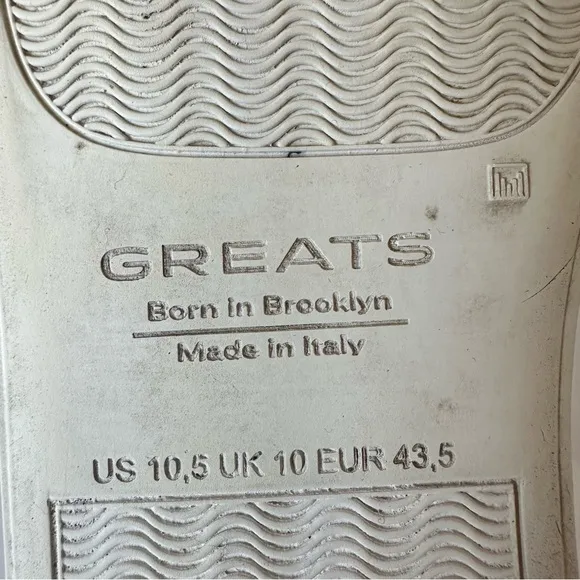 GREATS
Born in Brooklyn
Made in Italy
US 10,5 UK 10 EUR 43,5